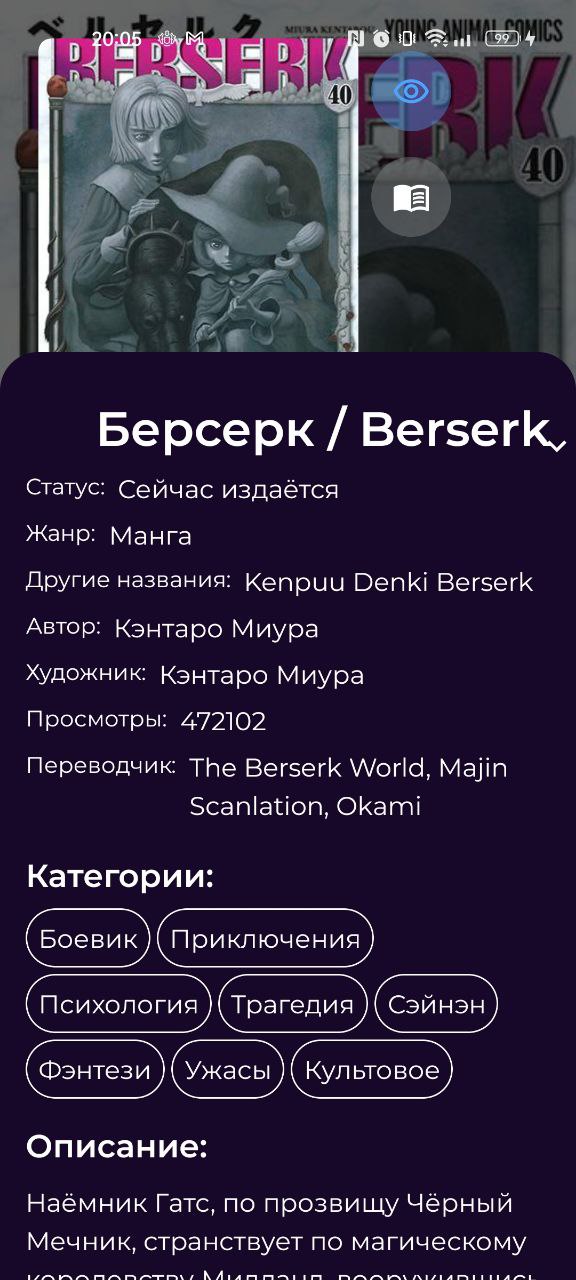 ベルセルク
MIURA KENTAROU YOUNG ANIMAL COMICS
20:05
99
BERSERK
40
40
Берсерк / Berserk
Статус: Сейчас издаётся
Жанр: Манга
Другие названия: Kenpuu Denki Berserk
Автор: Кэнтаро Миура
Художник: Кэнтаро Миура
Просмотры: 472102
Переводчик: The Berserk World, Majin
Scanlation, Okami
Категории:
Боевик Приключения
Психология Трагедия Сэйнэн
Фэнтези Ужасы Культовое
Описание:
Наёмник Гатс, по прозвищу Чёрный
Мечник, странствует по магическому
королевству Мидланд, вооружившись